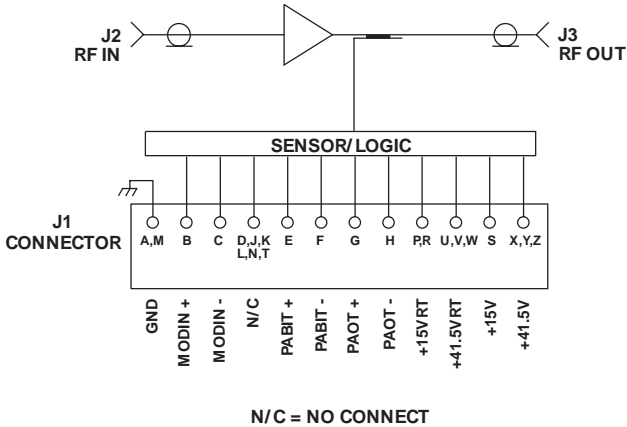 J2
RF IN
J3
RF OUT
SENSOR/LOGIC
J1
CONNECTOR
A,M B C D,J,K E F G H P,R U,V,W S X,Y,Z
L,N,T
GND
MODIN +
MODIN -
N/C
PABIT +
PABIT -
PAOT +
PAOT -
+15VRT
+41.5VRT
+15V
+41.5V
N/C = NO CONNECT